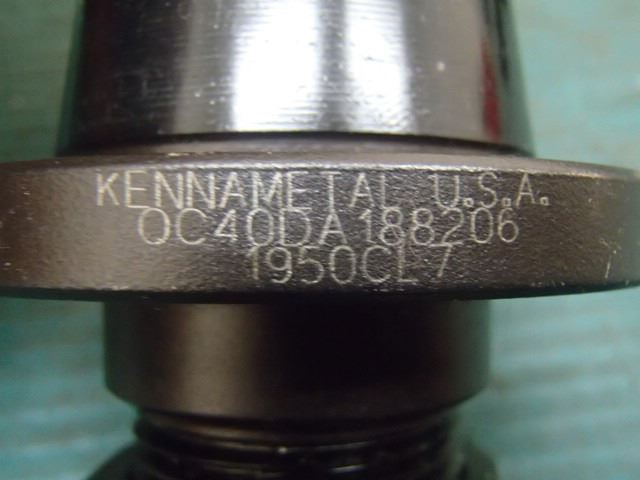 KENNAMETAL U.S.A.
QC40DA188206
1950CL7